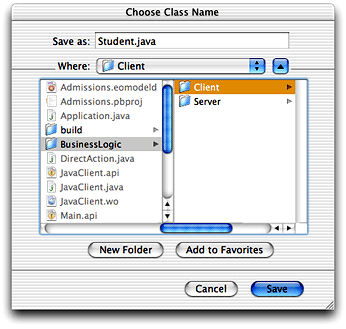 Choose Class Name
Save as: Student.java
Where: Client
Admissions.eomodeld
Admissions.pbproj
Application.java
build
BusinessLogic
DirectAction.java
JavaClient.api
JavaClient.java
JavaClient.wo
Main.api
Client
Server
New Folder Add to Favorites
Cancel Save